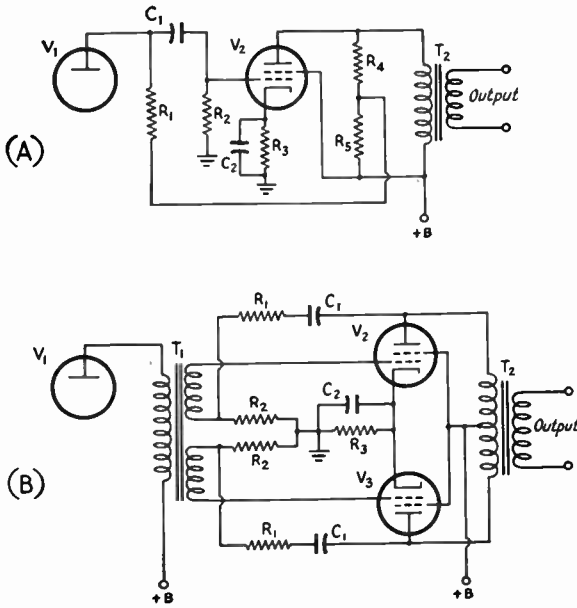 C₁
V₁
V₂
R₄
T₂
R₁
R₂
Output
(A)
C₂
R₃
R₅
+B
R₁
C₁
V₂
V₁
T₁
T₂
C₂
R₂
Output
R₂
R₃
(B)
V₃
R₁
C₁
+B
+B